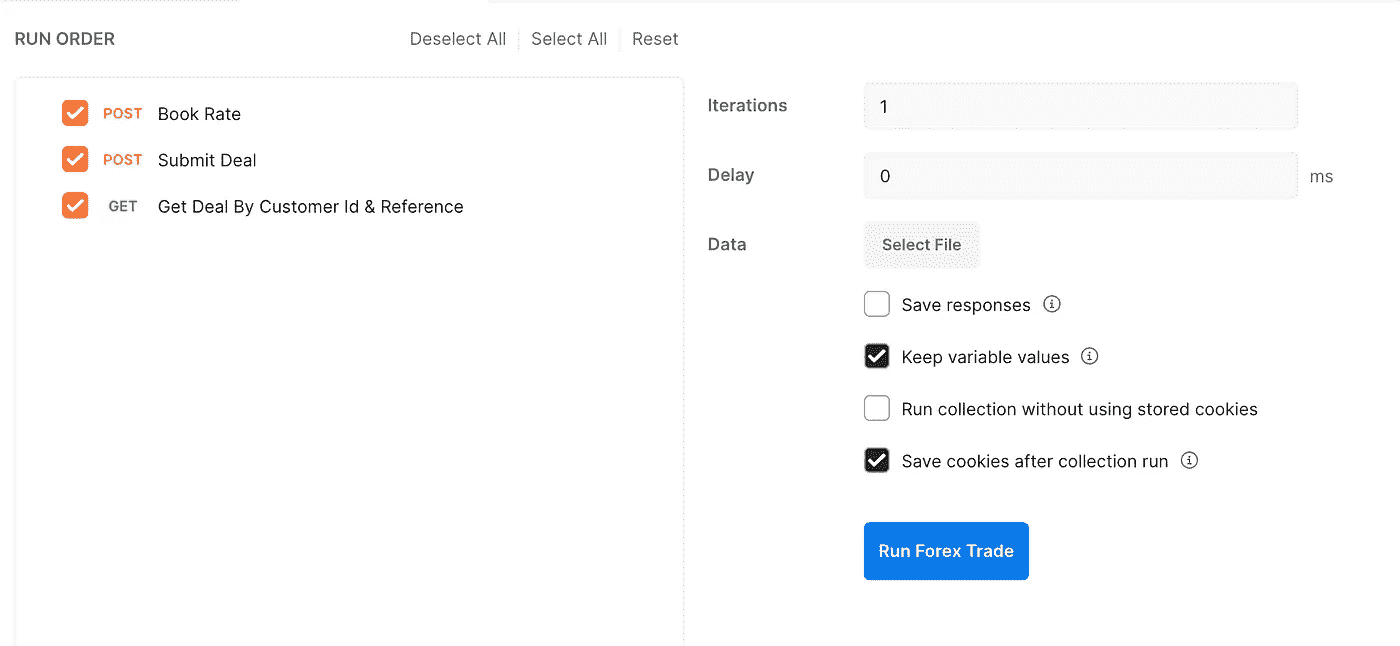 RUN ORDER Deselect All Select All Reset
POST Book Rate
POST Submit Deal
GET Get Deal By Customer Id & Reference
Iterations 1
Delay 0 ms
Data Select File
Save responses
Keep variable values
Run collection without using stored cookies
Save cookies after collection run
Run Forex Trade